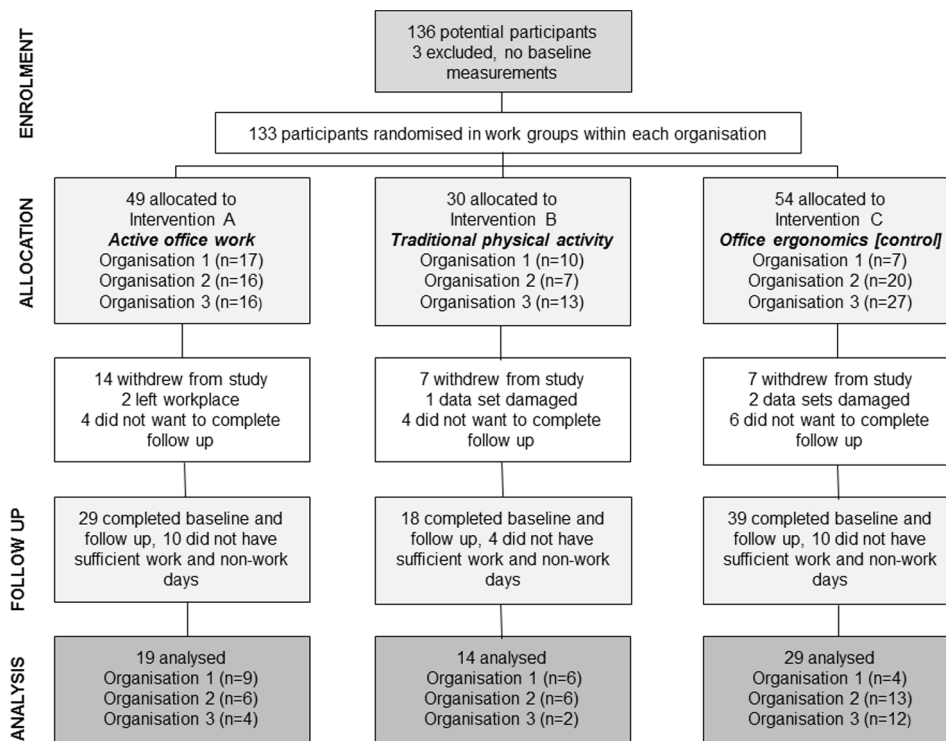 ENROLMENT
136 potential participants
3 excluded, no baseline
measurements
133 participants randomised in work groups within each organisation
ALLOCATION
49 allocated to
Intervention A
Active office work
Organisation 1 (n=17)
Organisation 2 (n=16)
Organisation 3 (n=16)
30 allocated to
Intervention B
Traditional physical activity
Organisation 1 (n=10)
Organisation 2 (n=7)
Organisation 3 (n=13)
54 allocated to
Intervention C
Office ergonomics [control]
Organisation 1 (n=7)
Organisation 2 (n=20)
Organisation 3 (n=27)
14 withdrew from study
2 left workplace
4 did not want to complete
follow up
7 withdrew from study
1 data set damaged
4 did not want to complete
follow up
7 withdrew from study
2 data sets damaged
6 did not want to complete
follow up
FOLLOW UP
29 completed baseline and
follow up, 10 did not have
sufficient work and non-work
days
18 completed baseline and
follow up, 4 did not have
sufficient work and non-work
days
39 completed baseline and
follow up, 10 did not have
sufficient work and non-work
days
ANALYSIS
19 analysed
Organisation 1 (n=9)
Organisation 2 (n=6)
Organisation 3 (n=4)
14 analysed
Organisation 1 (n=6)
Organisation 2 (n=6)
Organisation 3 (n=2)
29 analysed
Organisation 1 (n=4)
Organisation 2 (n=13)
Organisation 3 (n=12)